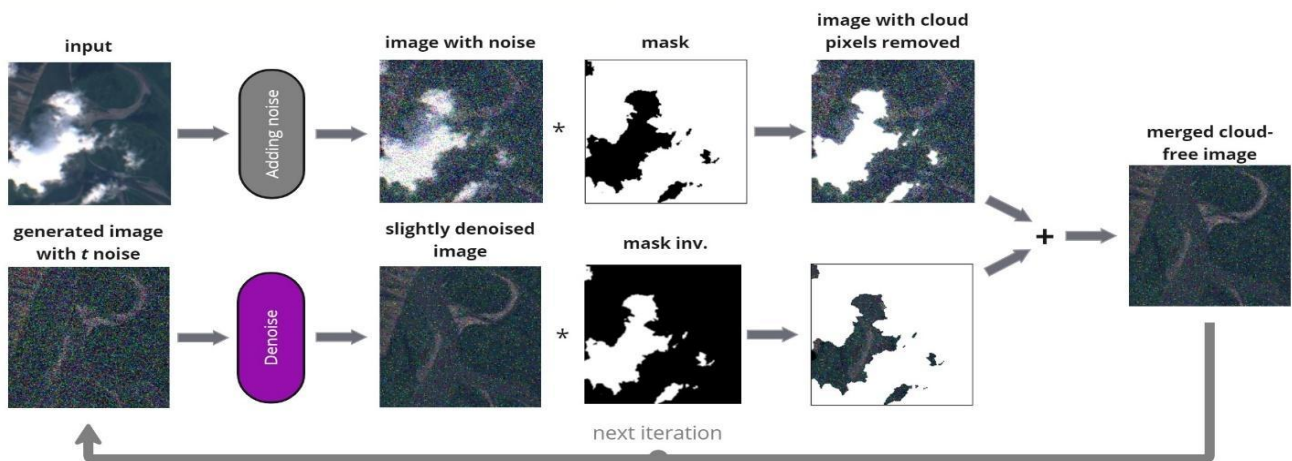 input
Adding noise
image with noise
*
mask
image with cloud
pixels removed
generated image
with t noise
Denoise
slightly denoised
image
*
mask inv.
+
merged cloud-
free image
next iteration